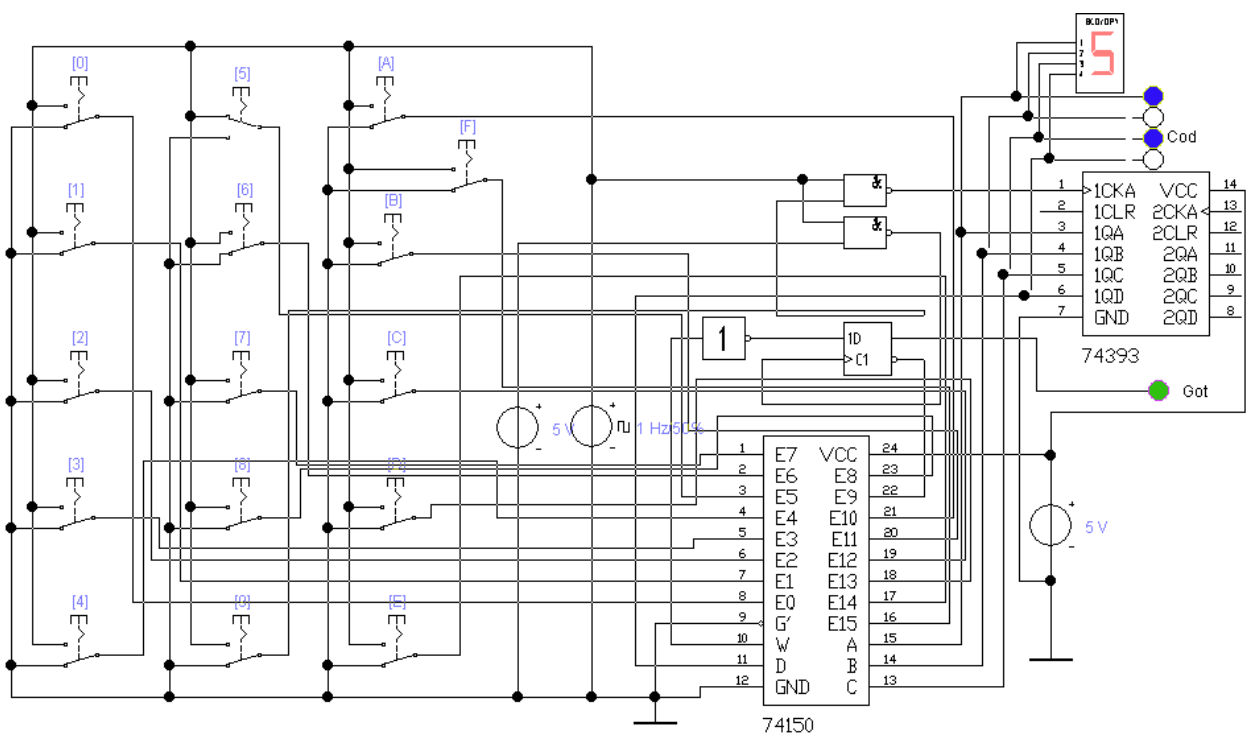 [0]
[5]
[A]
[F]
[1]
[6]
[B]
[2]
[7]
[C]
[3]
[8]
[D]
[4]
[9]
[E]
1
2
3
4
5
Cod
&
&
1 1CKA VCC 14
2 1CLR 2CKA 13
3 1QA 2CLR 12
4 1QB 2QA 11
5 1QC 2QB 10
6 1QD 2QC 9
7 GND 2QD 8
74393
1
1D
C1
Got
+ 5 V -
+ 1 Hz/50% -
1 E7 VCC 24
2 E6 E8 23
3 E5 E9 22
4 E4 E10 21
5 E3 E11 20
6 E2 E12 19
7 E1 E13 18
8 E0 E14 17
9 G' E15 16
10 W A 15
11 D B 14
12 GND C 13
74150
+ 5 V -